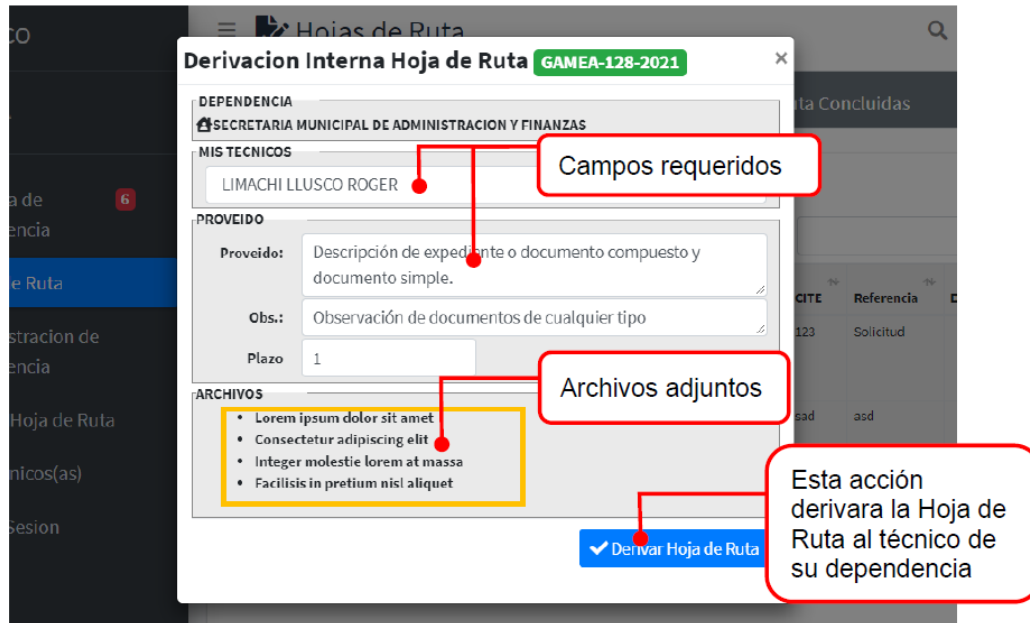 Hojas de Ruta
Derivacion Interna Hoja de Ruta GAMEA-128-2021 ×
DEPENDENCIA
SECRETARIA MUNICIPAL DE ADMINISTRACION Y FINANZAS
MIS TECNICOS
LIMACHI LLUSCO ROGER
Campos requeridos
PROVEIDO
Proveido:
Descripción de expediente o documento compuesto y
documento simple.
Obs.:
Observación de documentos de cualquier tipo
Plazo
1
ARCHIVOS
Archivos adjuntos
• Lorem ipsum dolor sit amet
• Consectetur adipiscing elit
• Integer molestie lorem at massa
• Facilisis in pretium nisl aliquet
Derivar Hoja de Ruta
Esta acción
derivara la Hoja de
Ruta al técnico de
su dependencia
co
a de
6
encia
e Ruta
stracion de
encia
Hoja de Ruta
nicos(as)
Sesion
ta Concluidas
CITE Referencia
123 Solicitud
sad asd